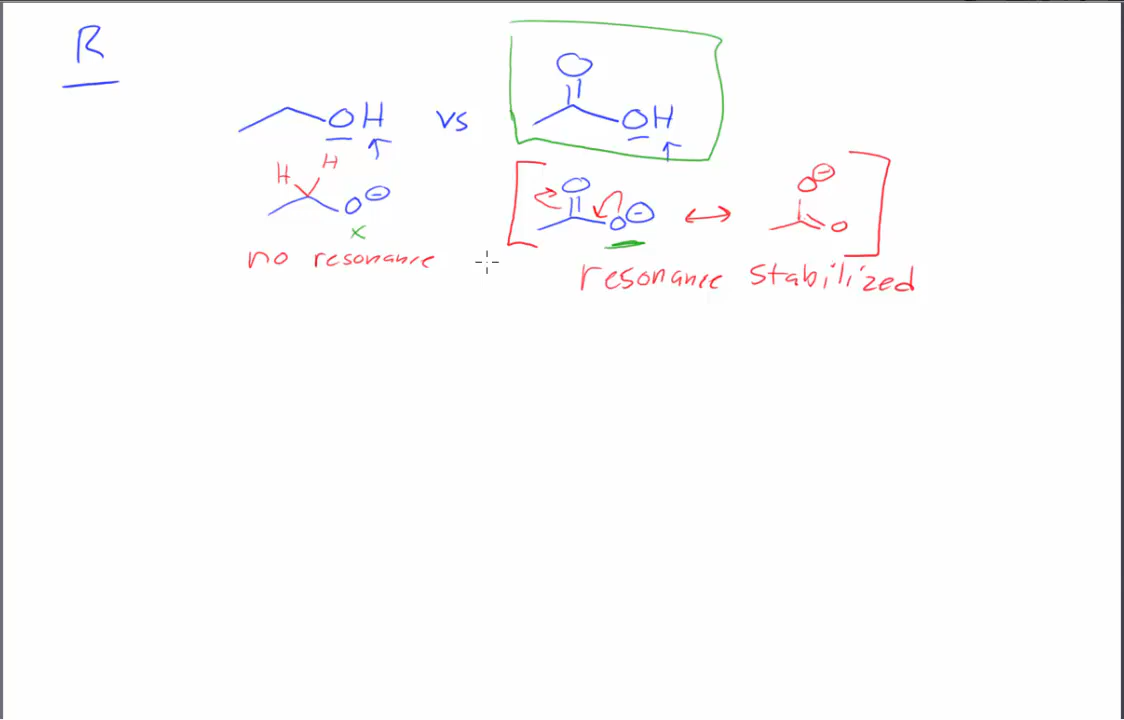 R
OH vs O OH
H H
O⊖ O O⊖ ↔ O⊖ O
x
no resonance resonance stabilized